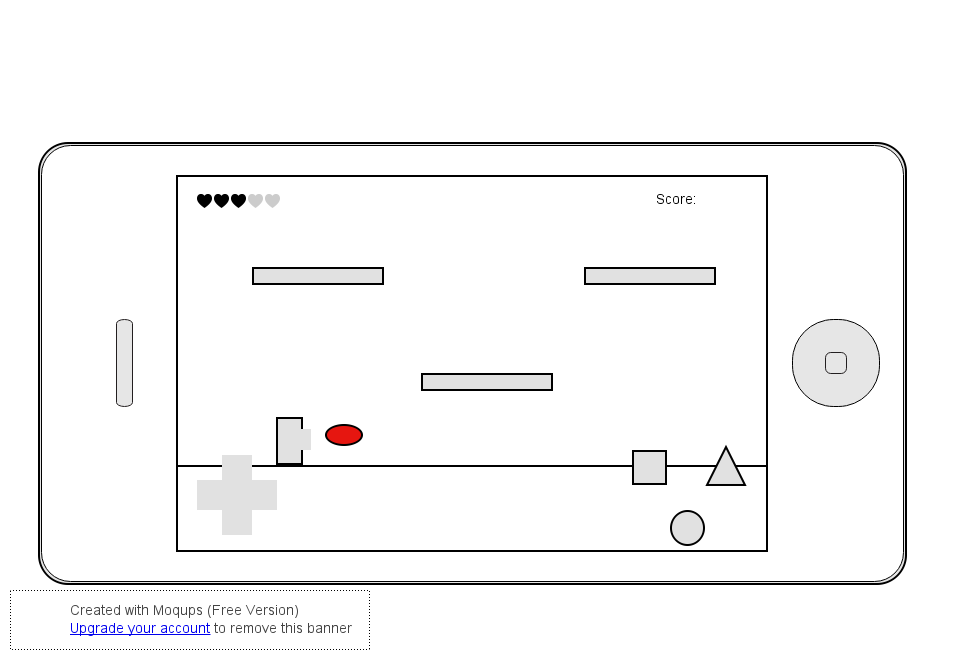 Score:
Created with Moqups (Free Version)
Upgrade your account to remove this banner